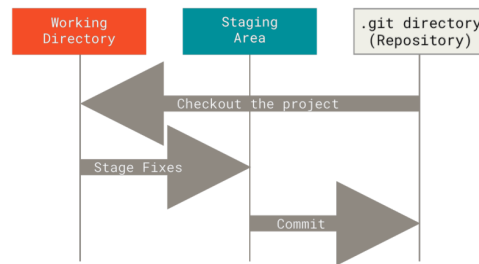 Working
Directory
Staging
Area
.git directory
(Repository)
Checkout the project
Stage Fixes
Commit